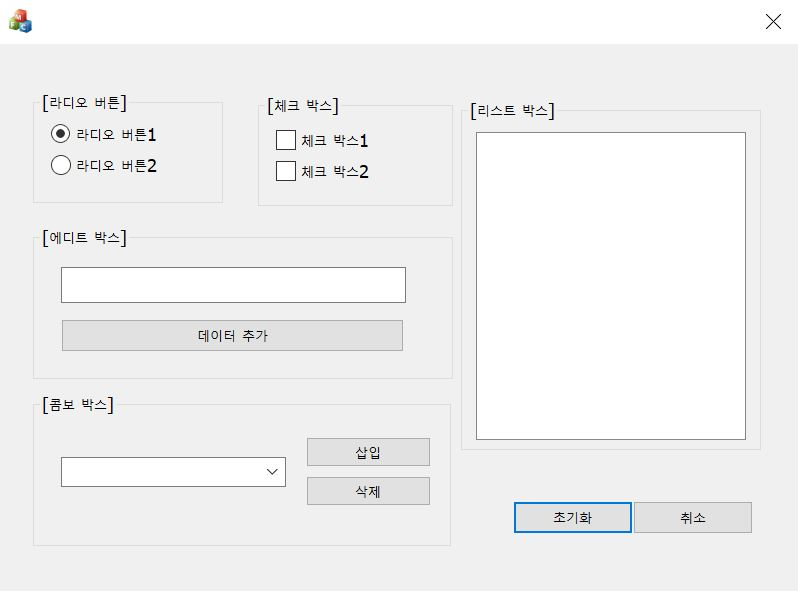 [라디오 버튼]
라디오 버튼1
라디오 버튼2
[체크 박스]
체크 박스1
체크 박스2
[리스트 박스]
[에디트 박스]
데이터 추가
[콤보 박스]
삽입
삭제
초기화
취소